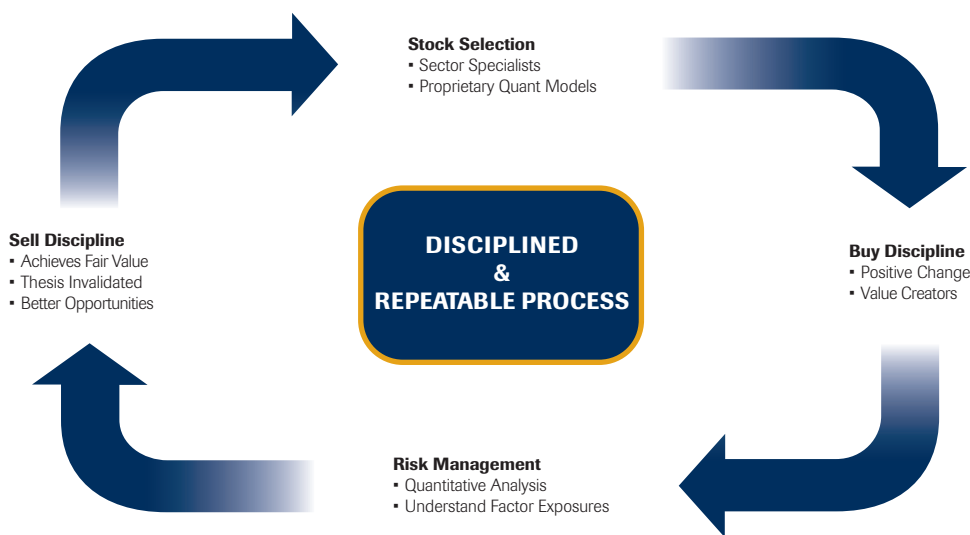 Stock Selection
▪ Sector Specialists
▪ Proprietary Quant Models
Buy Discipline
▪ Positive Change
▪ Value Creators
Risk Management
▪ Quantitative Analysis
▪ Understand Factor Exposures
Sell Discipline
▪ Achieves Fair Value
▪ Thesis Invalidated
▪ Better Opportunities
DISCIPLINED
&
REPEATABLE PROCESS